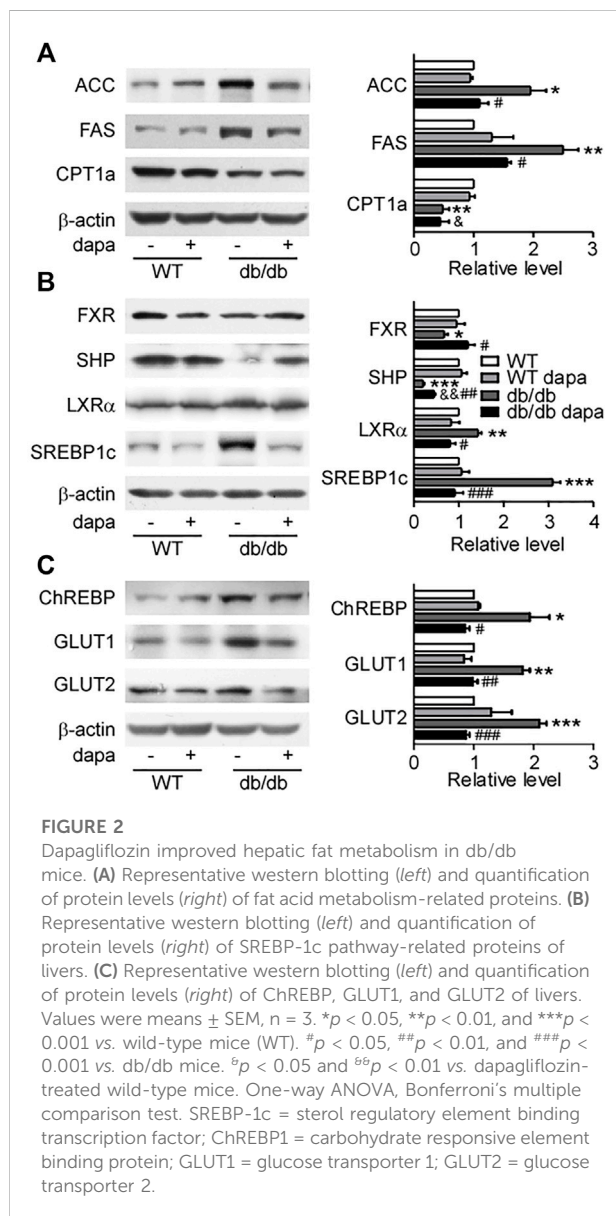 A
ACC
FAS
CPT1a
β-actin
dapa - + - +
WT db/db
ACC
FAS
CPT1a
*
#
**
#
**
&
0 1 2 3
Relative level
B
FXR
SHP
LXRα
SREBP1c
β-actin
dapa - + - +
WT db/db
FXR
SHP
LXRα
SREBP1c
*
#
***
&&##
**
#
***
###
WT
WT dapa
db/db
db/db dapa
0 1 2 3 4
Relative level
C
ChREBP
GLUT1
GLUT2
β-actin
dapa - + - +
WT db/db
ChREBP
GLUT1
GLUT2
*
#
**
##
***
###
0 1 2 3
Relative level
FIGURE 2
Dapagliflozin improved hepatic fat metabolism in db/db
mice. (A) Representative western blotting (left) and quantification
of protein levels (right) of fat acid metabolism-related proteins. (B)
Representative western blotting (left) and quantification of
protein levels (right) of SREBP-1c pathway-related proteins of
livers. (C) Representative western blotting (left) and quantification
of protein levels (right) of ChREBP, GLUT1, and GLUT2 of livers.
Values were means ± SEM, n = 3. *p < 0.05, **p < 0.01, and ***p <
0.001 vs. wild-type mice (WT). #p < 0.05, ##p < 0.01, and ###p <
0.001 vs. db/db mice. &p < 0.05 and &&p < 0.01 vs. dapagliflozin-
treated wild-type mice. One-way ANOVA, Bonferroni's multiple
comparison test. SREBP-1c = sterol regulatory element binding
transcription factor; ChREBP1 = carbohydrate responsive element
binding protein; GLUT1 = glucose transporter 1; GLUT2 = glucose
transporter 2.